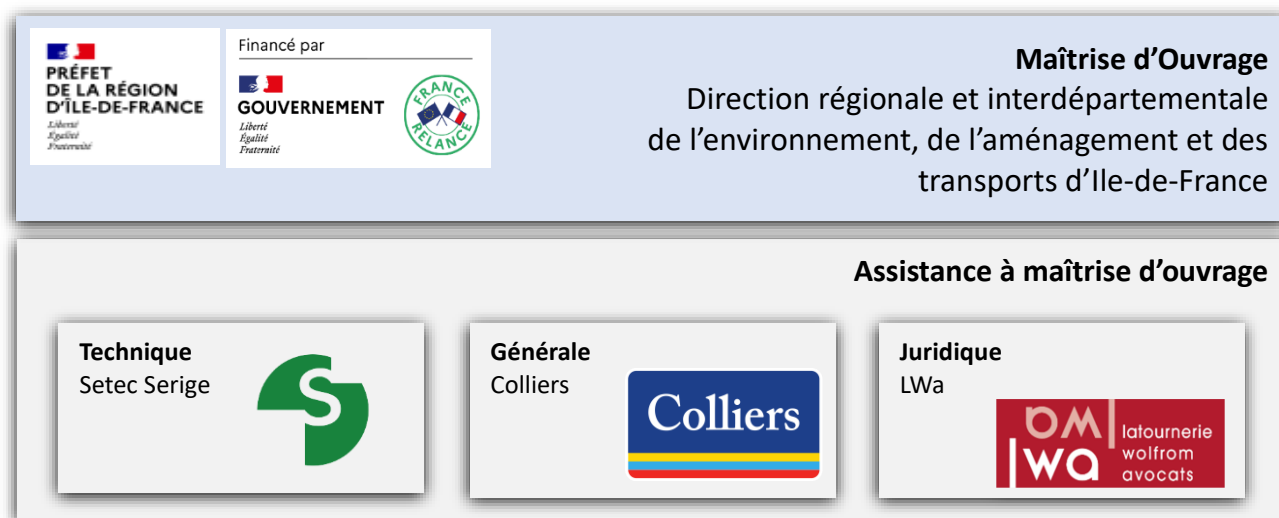 PRÉFET
DE LA RÉGION
D'ÎLE-DE-FRANCE
Liberté
Égalité
Fraternité
Financé par
GOUVERNEMENT
Liberté
Égalité
Fraternité
FRANCE
RELANCE
Maîtrise d’Ouvrage
Direction régionale et interdépartementale
de l’environnement, de l’aménagement et des
transports d’Ile-de-France
Assistance à maîtrise d’ouvrage
Technique
Setec Serige
S
Générale
Colliers
Colliers
Juridique
LWa
latournerie
wolfrom
avocats
lwa